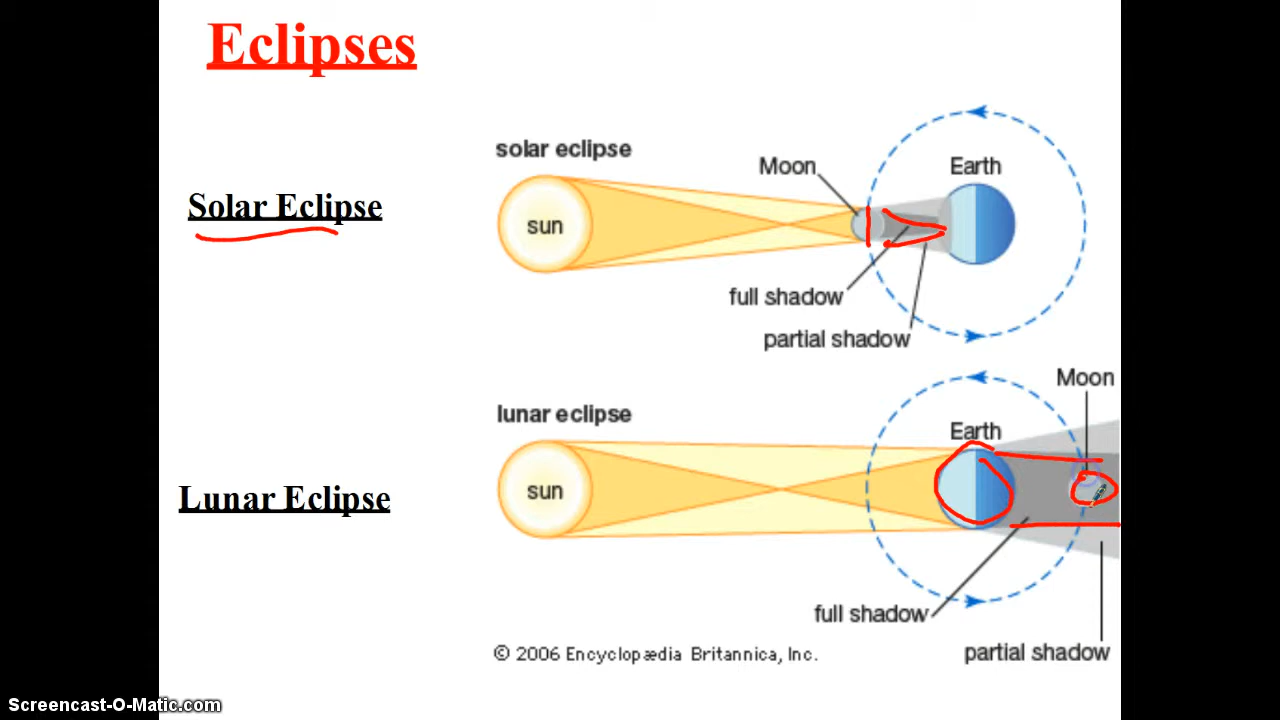 Eclipses
solar eclipse
Moon
Earth
Solar Eclipse
sun
full shadow
partial shadow
Moon
lunar eclipse
Earth
Lunar Eclipse
sun
full shadow
partial shadow
© 2006 Encyclopædia Britannica, Inc.
Screencast-O-Matic.com